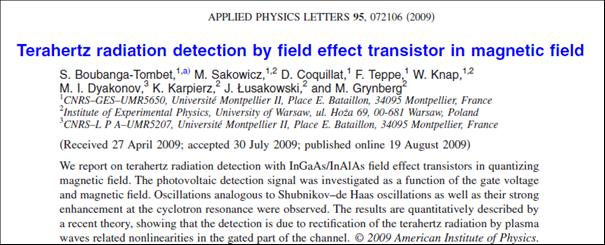 APPLIED PHYSICS LETTERS 95, 072106 (2009)
Terahertz radiation detection by field effect transistor in magnetic field
S. Boubanga-Tombet,1,a) M. Sakowicz,1,2 D. Coquillat,1 F. Teppe,1 W. Knap,1,2
M. I. Dyakonov,3 K. Karpierz,2 J. Łusakowski,2 and M. Grynberg2
1CNRS–GES–UMR5650, Université Montpellier II, Place E. Bataillon, 34095 Montpellier, France
2Institute of Experimental Physics, University of Warsaw, ul. Hoża 69, 00-681 Warsaw, Poland
3CNRS–L P A–UMR5207, Université Montpellier II, Place E. Bataillon, 34095 Montpellier, France
(Received 27 April 2009; accepted 30 July 2009; published online 19 August 2009)
We report on terahertz radiation detection with InGaAs/InAlAs field effect transistors in quantizing
magnetic field. The photovoltaic detection signal was investigated as a function of the gate voltage
and magnetic field. Oscillations analogous to Shubnikov–de Haas oscillations as well as their strong
enhancement at the cyclotron resonance were observed. The results are quantitatively described by
a recent theory, showing that the detection is due to rectification of the terahertz radiation by plasma
waves related nonlinearities in the gated part of the channel. © 2009 American Institute of Physics.